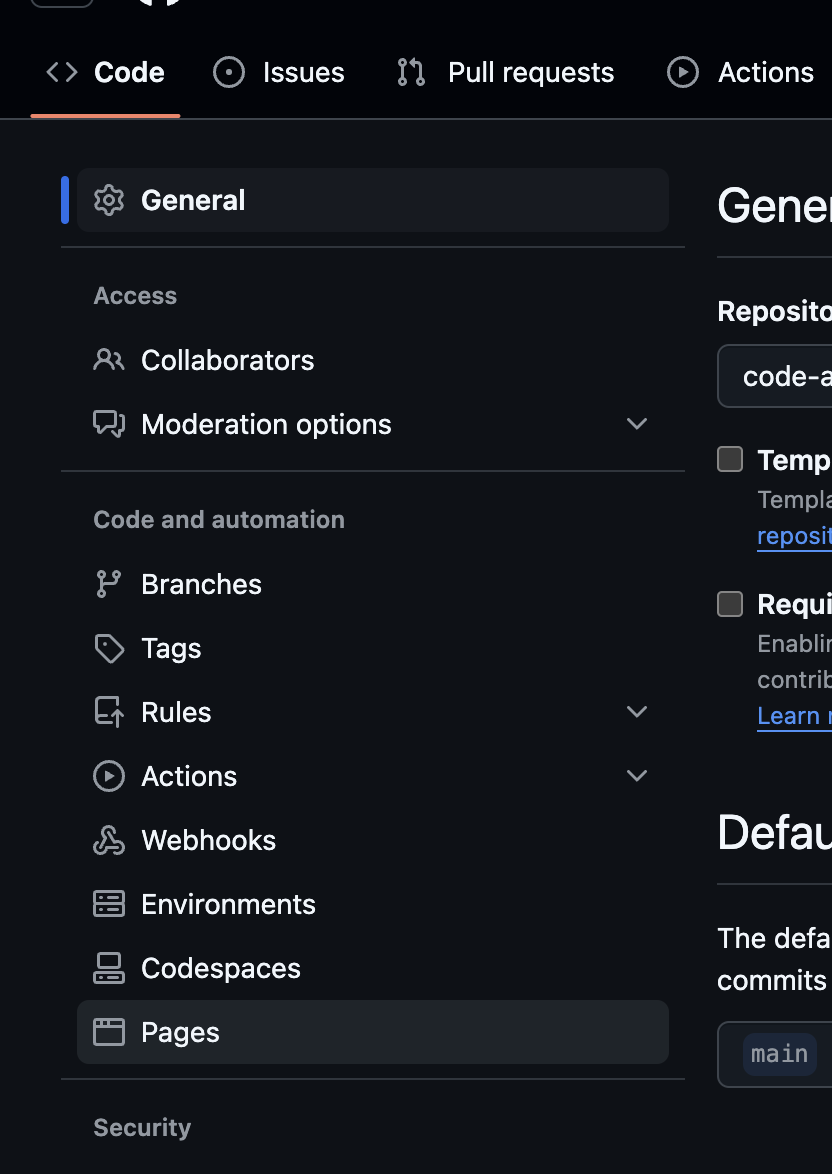 Code
Issues
Pull requests
Actions
General
Access
Collaborators
Moderation options
Code and automation
Branches
Tags
Rules
Actions
Webhooks
Environments
Codespaces
Pages
Security
Gener
Reposito
code-a
Temp
Templa
reposit
Requi
Enablin
contrib
Learn
Defau
The defa
commits
main